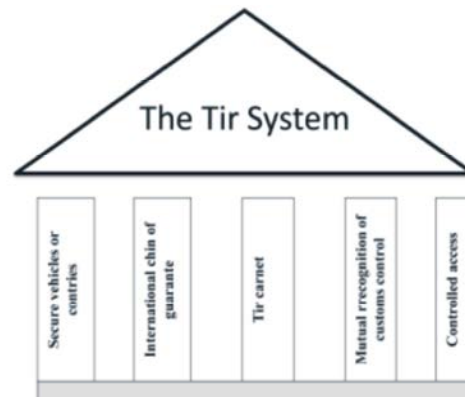 The Tir System
Secure vehicles or
contries
International chin of
guarante
Tir carnet
Mutual rrecognition of
customs control
Controlled access